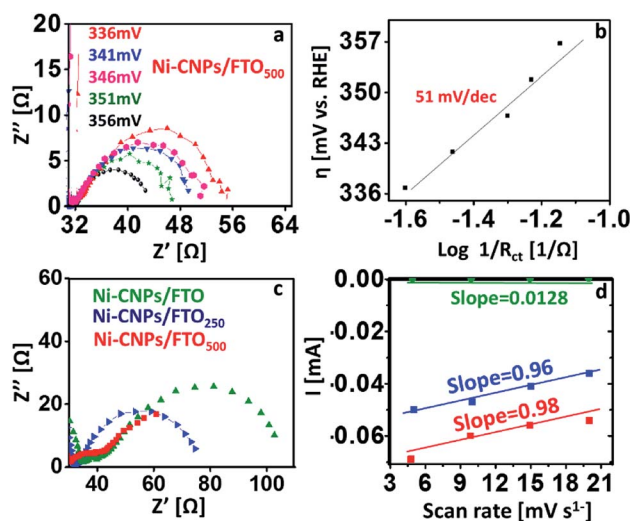 a
336mV
341mV
346mV
351mV
356mV
Ni-CNPs/FTO500
20
15
10
5
0
Z'' [Ω]
32 40 48 56 64
Z' [Ω]
b
51 mV/dec
357
350
343
336
η [mV vs. RHE]
-1.6 -1.4 -1.2 -1.0
Log 1/Rct [1/Ω]
c
Ni-CNPs/FTO
Ni-CNPs/FTO250
Ni-CNPs/FTO500
60
40
20
0
Z'' [Ω]
40 60 80 100
Z' [Ω]
d
Slope=0.0128
Slope=0.96
Slope=0.98
0.00
-0.02
-0.04
-0.06
I [mA]
3 6 9 12 15 18 21
Scan rate [mV s1-]